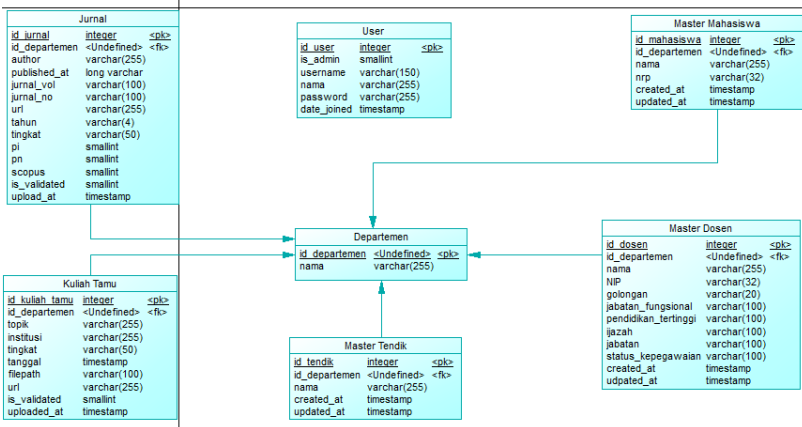 Jurnal
id_jurnal integer <pk>
id_departemen <Undefined> <fk>
author varchar(255)
published_at long varchar
jurnal_vol varchar(100)
jurnal_no varchar(100)
url varchar(255)
tahun varchar(4)
tingkat varchar(50)
pi smallint
pn smallint
scopus smallint
is_validated smallint
upload_at timestamp
User
id_user integer <pk>
is_admin smallint
username varchar(150)
nama varchar(255)
password varchar(255)
date_joined timestamp
Master Mahasiswa
id_mahasiswa integer <pk>
id_departemen <Undefined> <fk>
nama varchar(255)
nrp varchar(32)
created_at timestamp
updated_at timestamp
Departemen
id_departemen <Undefined> <pk>
nama varchar(255)
Master Dosen
id_dosen integer <pk>
id_departemen <Undefined> <fk>
nama varchar(255)
NIP varchar(32)
golongan varchar(20)
jabatan_fungsional varchar(100)
pendidikan_tertinggi varchar(100)
ijazah varchar(100)
jabatan varchar(100)
status_kepegawaian varchar(100)
created_at timestamp
udpated_at timestamp
Kuliah Tamu
id_kuliah_tamu integer <pk>
id_departemen <Undefined> <fk>
topik varchar(255)
institusi varchar(255)
tingkat varchar(50)
tanggal timestamp
filepath varchar(100)
url varchar(255)
is_validated smallint
uploaded_at timestamp
Master Tendik
id_tendik integer <pk>
id_departemen <Undefined> <fk>
nama varchar(255)
created_at timestamp
updated_at timestamp